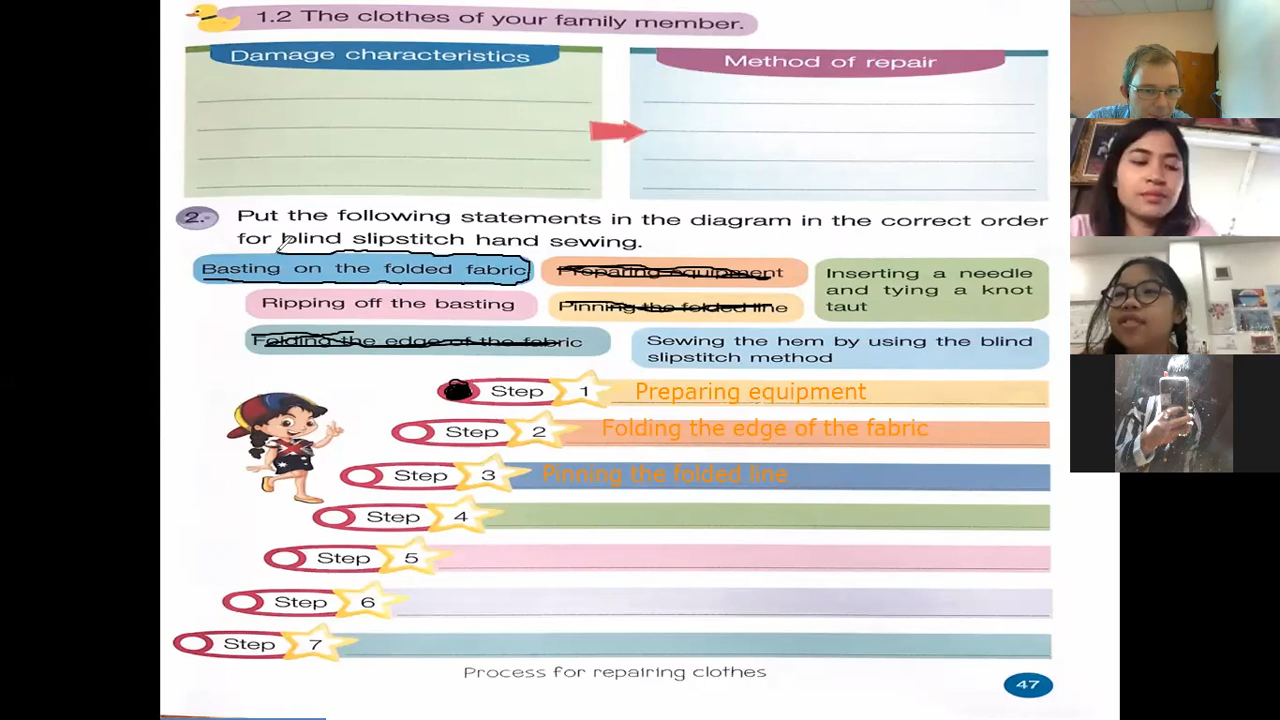 1.2 The clothes of your family member.
Damage characteristics
Method of repair
2. Put the following statements in the diagram in the correct order
for blind slipstitch hand sewing.
Basting on the folded fabric
Preparing equipment
Inserting a needle
and tying a knot
taut
Ripping off the basting
Pinning the folded line
Folding the edge of the fabric
Sewing the hem by using the blind
slipstitch method
Step 1 Preparing equipment
Step 2 Folding the edge of the fabric
Step 3 Pinning the folded line
Step 4
Step 5
Step 6
Step 7
Process for repairing clothes
47